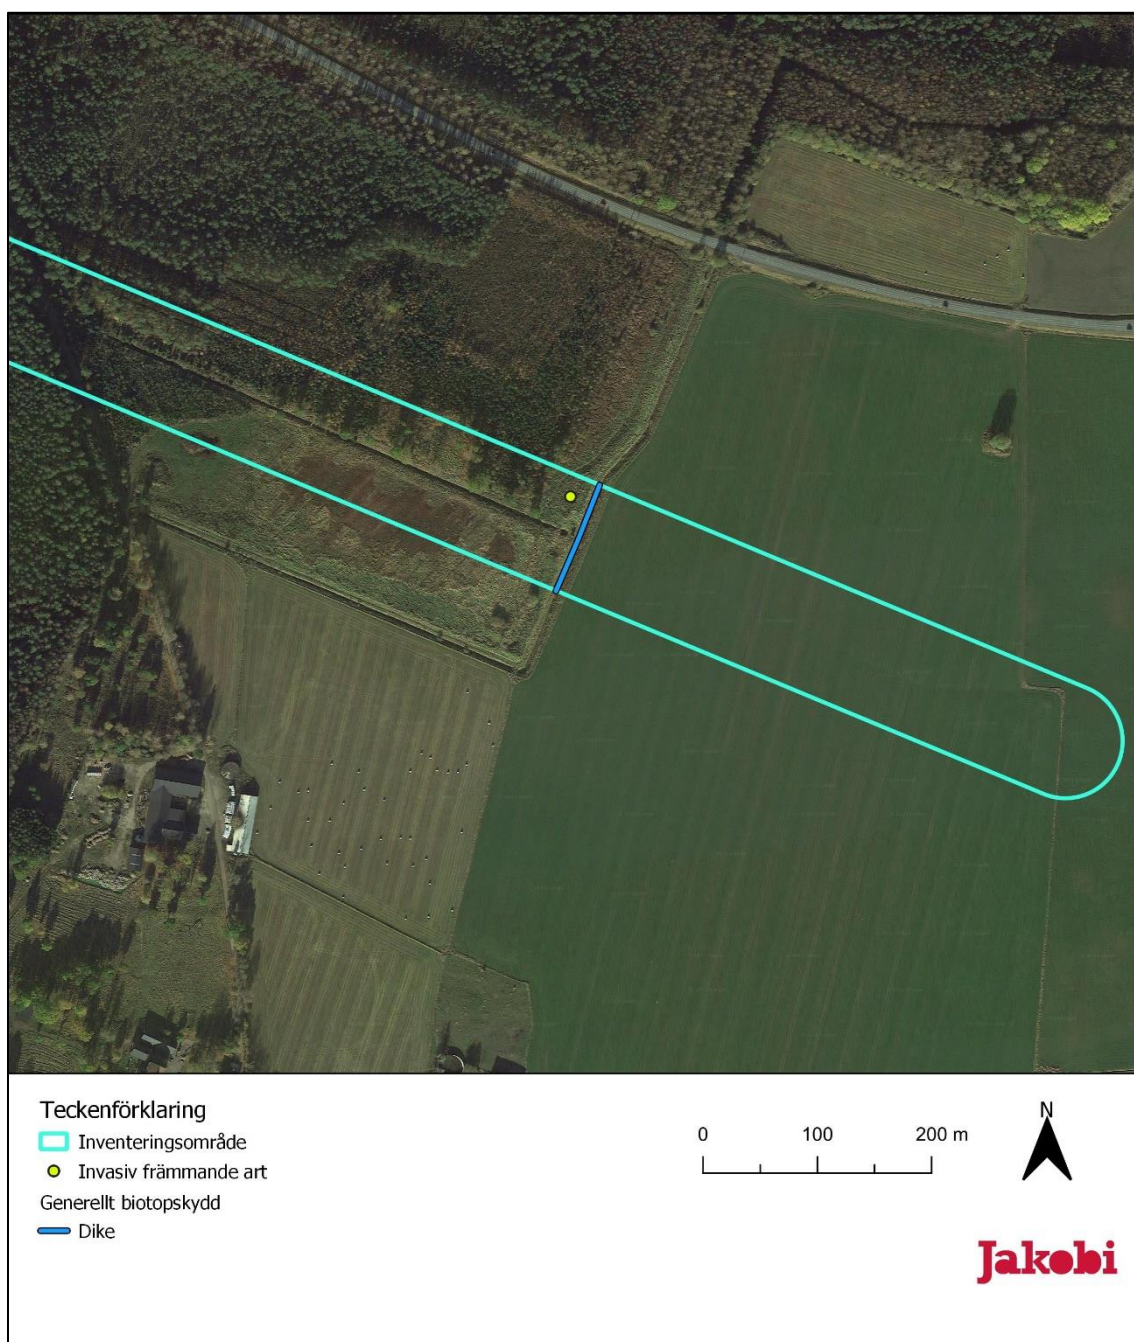 Teckenförklaring
Inventeringsområde
Invasiv främmande art
Generellt biotopskydd
Dike
0 100 200 m
N
Jakobi